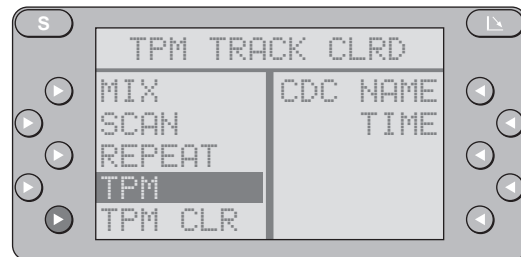 S
TPM TRACK CLRD
MIX
CDC NAME
SCAN
TIME
REPEAT
TPM
TPM CLR